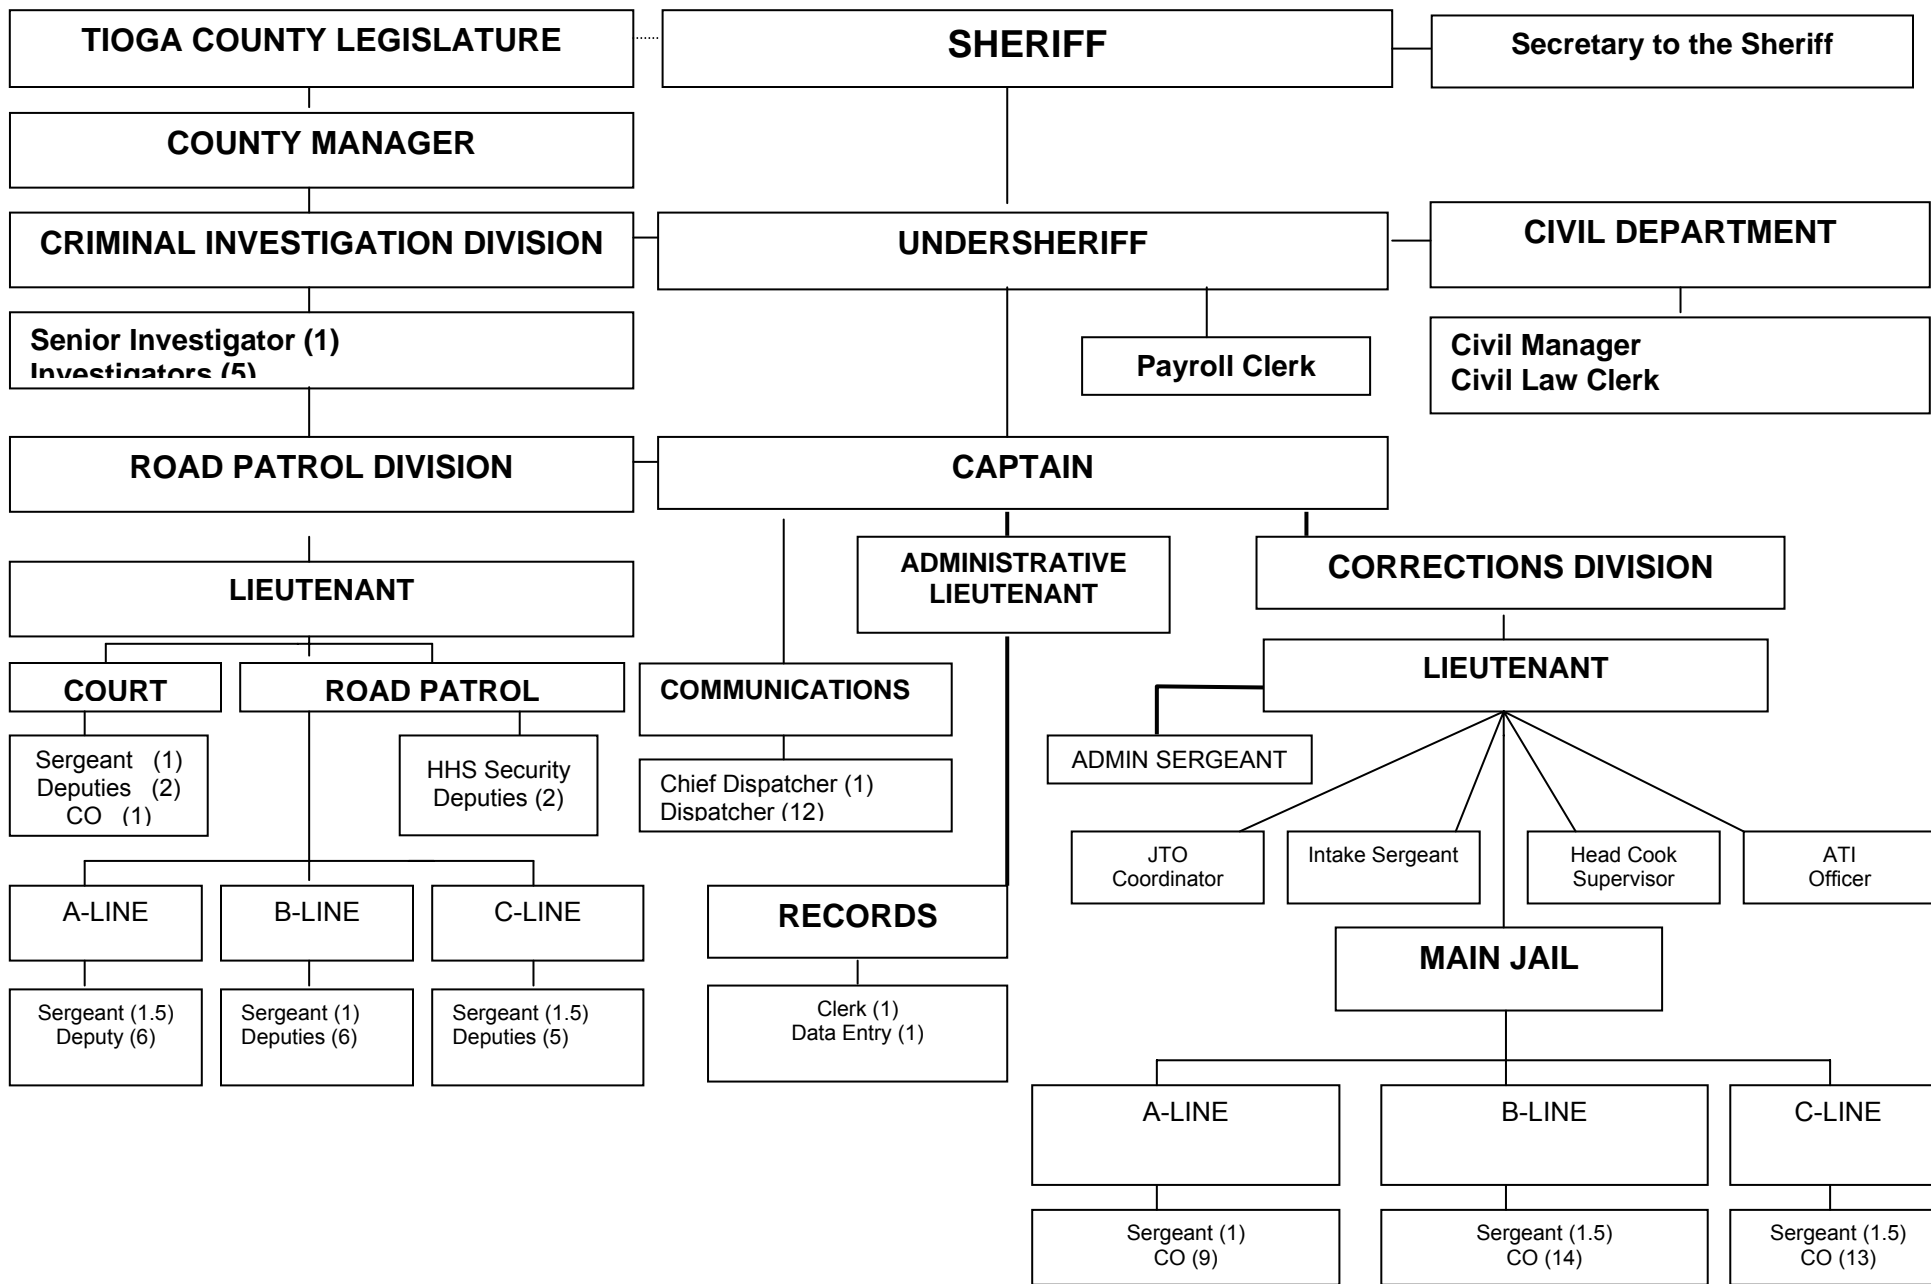 TIOGA COUNTY LEGISLATURE
SHERIFF
Secretary to the Sheriff
COUNTY MANAGER
CRIMINAL INVESTIGATION DIVISION
UNDERSHERIFF
CIVIL DEPARTMENT
Senior Investigator (1)
Investigators (5)
Payroll Clerk
Civil Manager
Civil Law Clerk
ROAD PATROL DIVISION
CAPTAIN
LIEUTENANT
ADMINISTRATIVE
LIEUTENANT
CORRECTIONS DIVISION
COURT
ROAD PATROL
COMMUNICATIONS
LIEUTENANT
Sergeant (1)
Deputies (2)
CO (1)
HHS Security
Deputies (2)
Chief Dispatcher (1)
Dispatcher (12)
ADMIN SERGEANT
JTO
Coordinator
Intake Sergeant
Head Cook
Supervisor
ATI
Officer
A-LINE
B-LINE
C-LINE
RECORDS
MAIN JAIL
Sergeant (1.5)
Deputy (6)
Sergeant (1)
Deputies (6)
Sergeant (1.5)
Deputies (5)
Clerk (1)
Data Entry (1)
A-LINE
B-LINE
C-LINE
Sergeant (1)
CO (9)
Sergeant (1.5)
CO (14)
Sergeant (1.5)
CO (13)